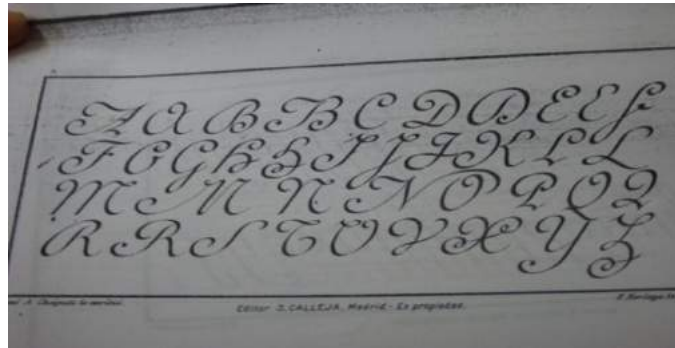 A A B B C D D E E F
F G G H H I J J K L L
M N N N O P P Q Q
R R S T O V X Y Z
Editor S. CALLEJA. Madrid - Es propiedad.